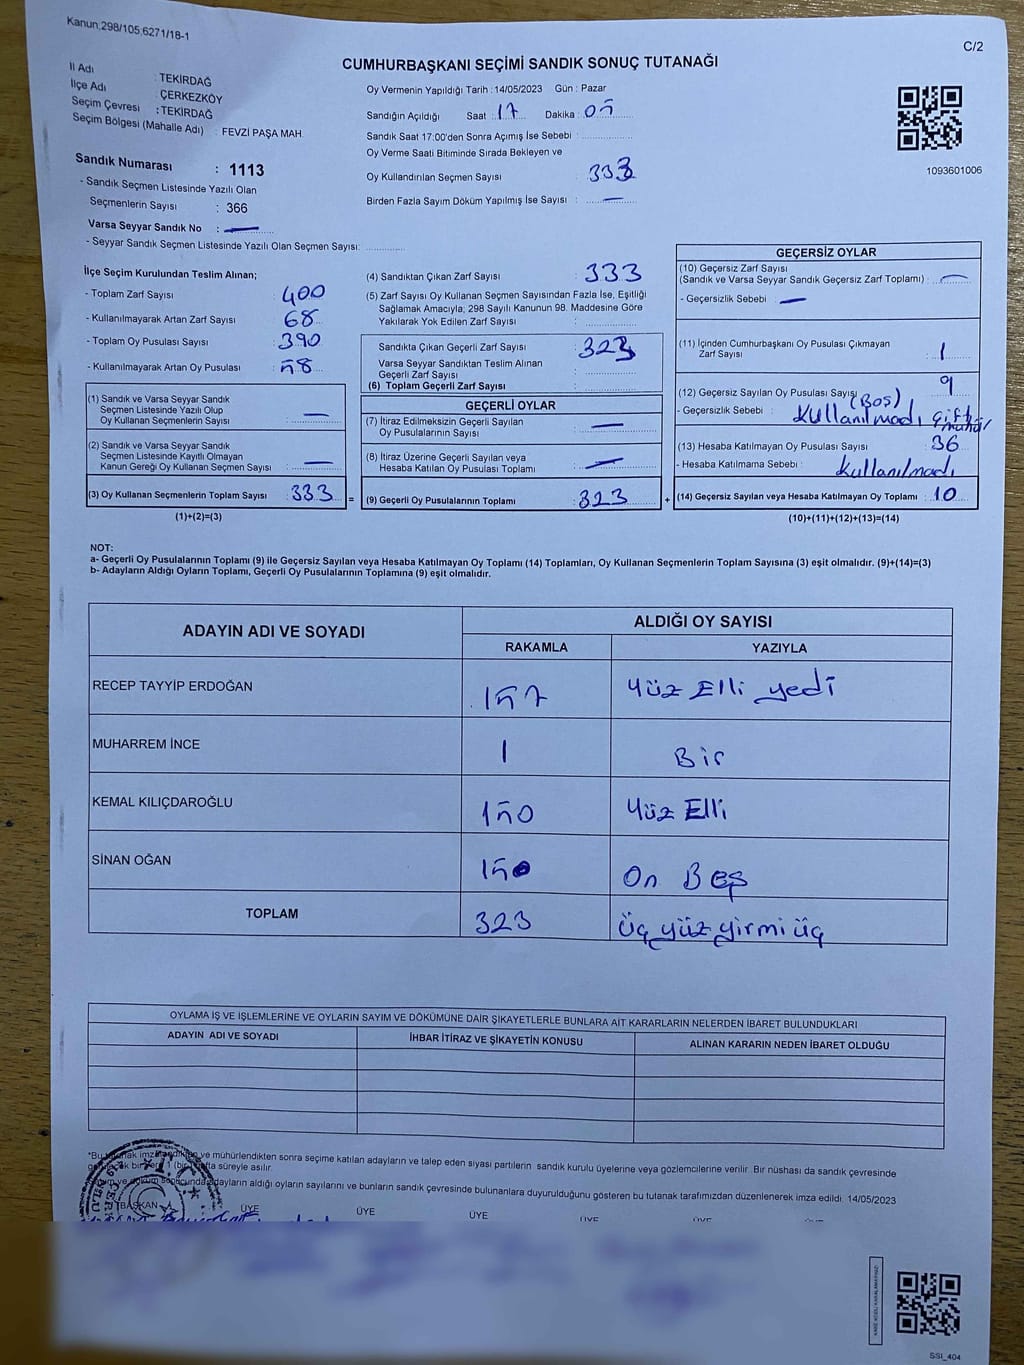 Kanun;298/105;6271/18-1
C/2
CUMHURBAŞKANI SEÇİMİ SANDIK SONUÇ TUTANAĞI
İl Adı : TEKİRDAĞ
İlçe Adı : ÇERKEZKÖY
Seçim Çevresi : TEKİRDAĞ
Seçim Bölgesi (Mahalle Adı) : FEVZİ PAŞA MAH.
Sandık Numarası : 1113
- Sandık Seçmen Listesinde Yazılı Olan
Seçmenlerin Sayısı : 366
Varsa Seyyar Sandık No : —
- Seyyar Sandık Seçmen Listesinde Yazılı Olan Seçmen Sayısı:
Oy Vermenin Yapıldığı Tarih : 14/05/2023 Gün : Pazar
Sandığın Açıldığı Saat : 17 Dakika : 05
Sandık Saat 17:00'den Sonra Açımış İse Sebebi :
Oy Verme Saati Bitiminde Sırada Bekleyen ve
Oy Kullandırılan Seçmen Sayısı : 333
Birden Fazla Sayım Döküm Yapılmış İse Sayısı : —
1093601006
İlçe Seçim Kurulundan Teslim Alınan;
- Toplam Zarf Sayısı : 400
- Kullanılmayarak Artan Zarf Sayısı : 68
- Toplam Oy Pusulası Sayısı : 390
- Kullanılmayarak Artan Oy Pusulası : 58
(1) Sandık ve Varsa Seyyar Sandık
Seçmen Listesinde Yazılı Olup
Oy Kullanan Seçmenlerin Sayısı : —
(2) Sandık ve Varsa Seyyar Sandık
Seçmen Listesinde Kayıtlı Olmayan
Kanun Gereği Oy Kullanan Seçmen Sayısı : —
(3) Oy Kullanan Seçmenlerin Toplam Sayısı : 333 =
(1)+(2)=(3)
(4) Sandıktan Çıkan Zarf Sayısı : 333
(5) Zarf Sayısı Oy Kullanan Seçmen Sayısından Fazla İse, Eşitliği
Sağlamak Amacıyla; 298 Sayılı Kanunun 98. Maddesine Göre
Yakılarak Yok Edilen Zarf Sayısı :
Sandıkta Çıkan Geçerli Zarf Sayısı : 323
Varsa Seyyar Sandıktan Teslim Alınan
Geçerli Zarf Sayısı :
(6) Toplam Geçerli Zarf Sayısı :
GEÇERLİ OYLAR
(7) İtiraz Edilmeksizin Geçerli Sayılan
Oy Pusulalarının Sayısı : —
(8) İtiraz Üzerine Geçerli Sayılan veya
Hesaba Katılan Oy Pusulası Toplamı : —
(9) Geçerli Oy Pusulalarının Toplamı : 323 +
GEÇERSİZ OYLAR
(10) Geçersiz Zarf Sayısı
(Sandık ve Varsa Seyyar Sandık Geçersiz Zarf Toplamı) : —
- Geçersizlik Sebebi : —
(11) İçinden Cumhurbaşkanı Oy Pusulası Çıkmayan
Zarf Sayısı : 1
(12) Geçersiz Sayılan Oy Pusulası Sayısı : 9
- Geçersizlik Sebebi : (Boş) Kullanılmadı çift mühür
(13) Hesaba Katılmayan Oy Pusulası Sayısı : 36
- Hesaba Katılmama Sebebi : Kullanılmadı
(14) Geçersiz Sayılan veya Hesaba Katılmayan Oy Toplamı : 10
(10)+(11)+(12)+(13)=(14)
NOT:
a- Geçerli Oy Pusulalarının Toplamı (9) ile Geçersiz Sayılan veya Hesaba Katılmayan Oy Toplamı (14) Toplamları, Oy Kullanan Seçmenlerin Toplam Sayısına (3) eşit olmalıdır. (9)+(14)=(3)
b- Adayların Aldığı Oyların Toplamı, Geçerli Oy Pusulalarının Toplamına (9) eşit olmalıdır.
ADAYIN ADI VE SOYADI ALDIĞI OY SAYISI
RAKAMLA YAZIYLA
RECEP TAYYİP ERDOĞAN 157 Yüz Elli yedi
MUHARREM İNCE 1 Bir
KEMAL KILIÇDAROĞLU 150 Yüz Elli
SİNAN OĞAN 15 On Beş
TOPLAM 323 üç yüz yirmi üç
OYLAMA İŞ VE İŞLEMLERİNE VE OYLARIN SAYIM VE DÖKÜMÜNE DAİR ŞİKAYETLERLE BUNLARA AİT KARARLARIN NELERDEN İBARET BULUNDUKLARI
ADAYIN ADI VE SOYADI İHBAR İTİRAZ VE ŞİKAYETİN KONUSU ALINAN KARARIN NEDEN İBARET OLDUĞU
ve mühürlendikten sonra seçime katılan adayların ve talep eden siyasi partilerin sandık kurulu üyelerine veya gözlemcilerine verilir. Bir nüshası da sandık çevresinde
bir 1 (bir) hafta süreyle asılır.
adayların aldığı oyların sayılarını ve bunların sandık çevresinde bulunanlara duyurulduğunu gösteren bu tutanak tarafımızdan düzenlenerek imza edildi. 14/05/2023
BAŞKAN ÜYE ÜYE ÜYE ÜYE ÜYE
SSI_404